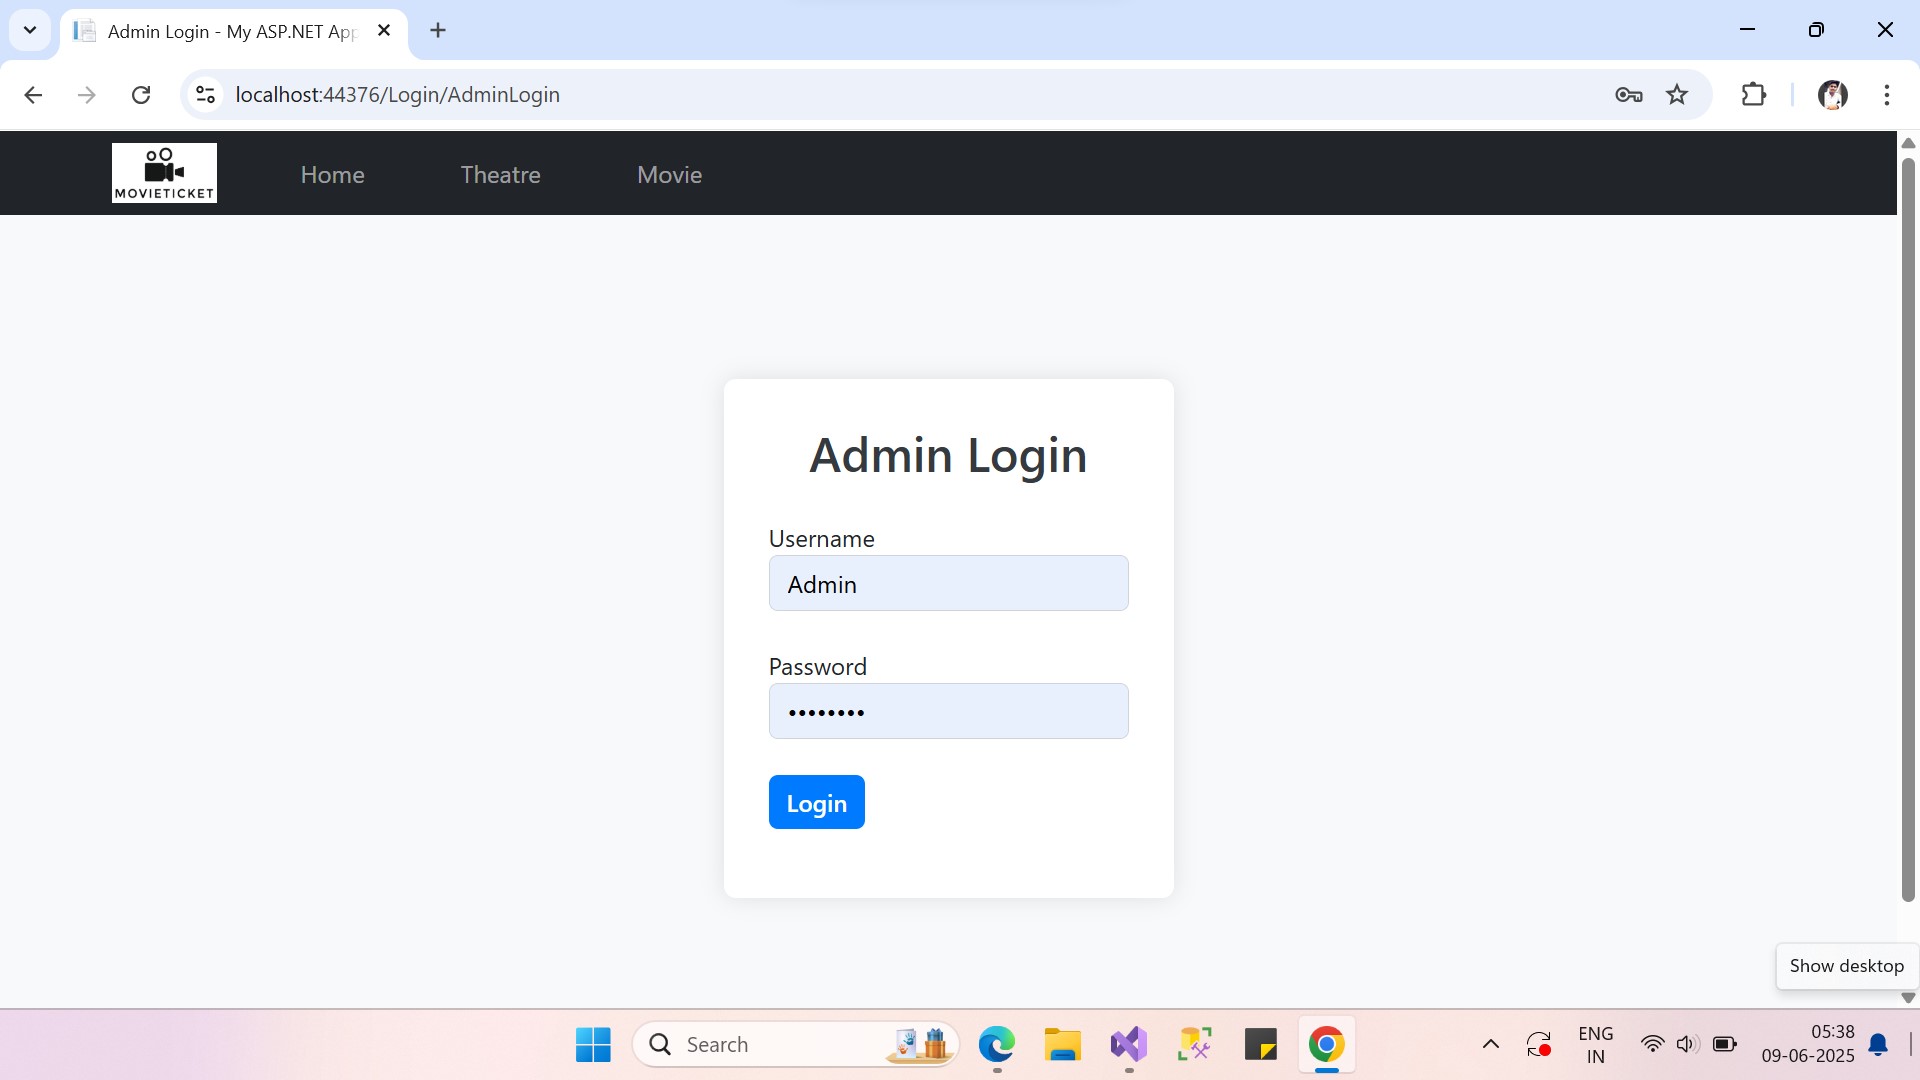 Admin Login - My ASP.NET App
localhost:44376/Login/AdminLogin
MOVIETICKET
Home
Theatre
Movie
Admin Login
Username
Admin
Password
••••••••
Login
Show desktop
Search
ENG
IN
05:38
09-06-2025